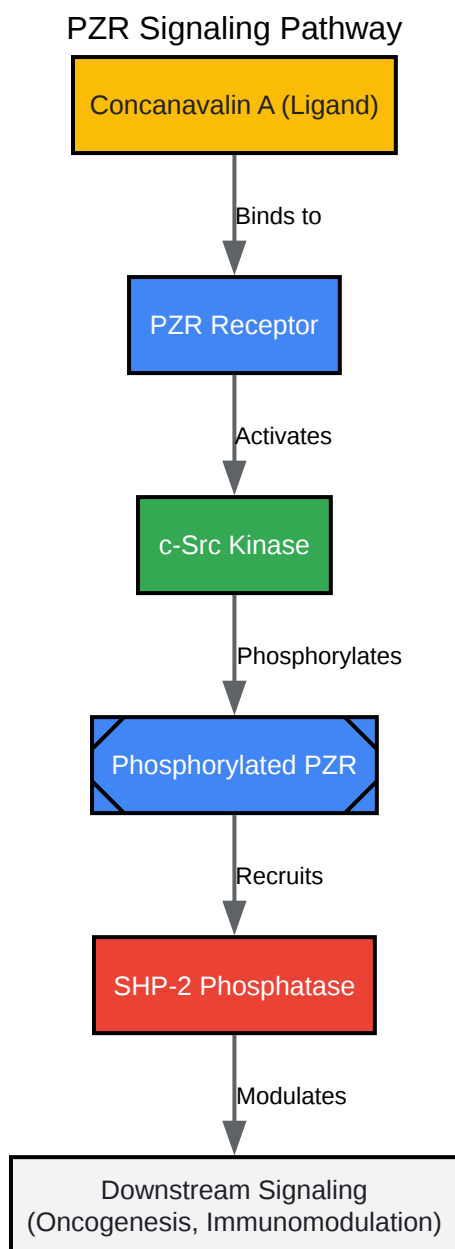 PZR Signaling Pathway
Concanavalin A (Ligand)
Binds to
PZR Receptor
Activates
c-Src Kinase
Phosphorylates
Phosphorylated PZR
Recruits
SHP-2 Phosphatase
Modulates
Downstream Signaling
(Oncogenesis, Immunomodulation)